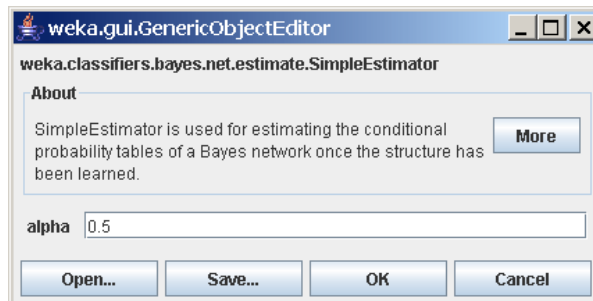 weka.gui.GenericObjectEditor
weka.classifiers.bayes.net.estimate.SimpleEstimator
About
SimpleEstimator is used for estimating the conditional
probability tables of a Bayes network once the structure has
been learned.
More
alpha 0.5
Open... Save... OK Cancel